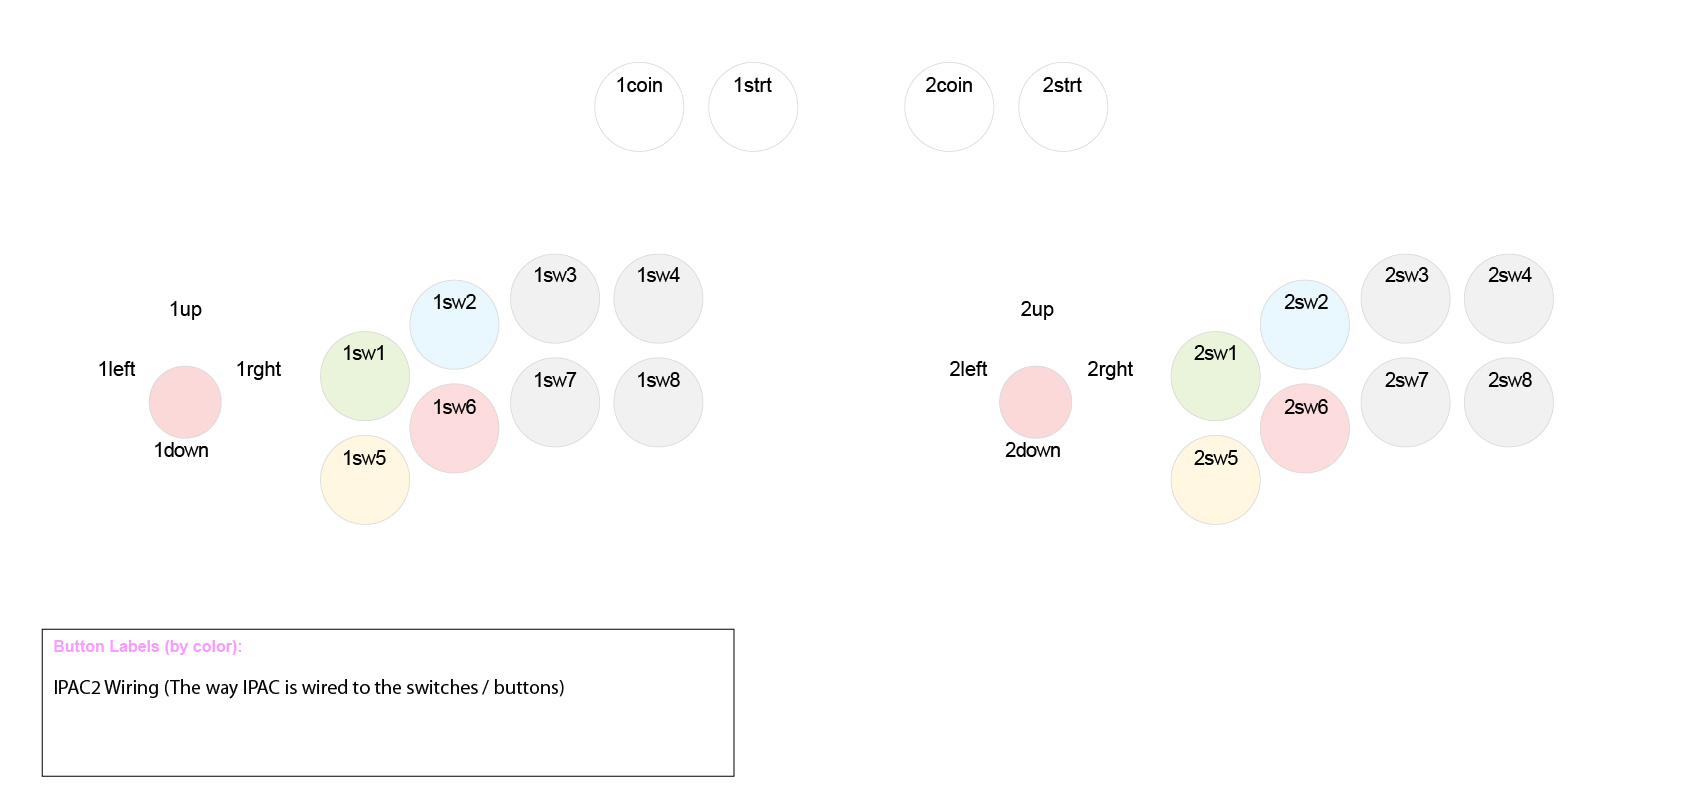 1coin 1strt 2coin 2strt
1sw3 1sw4 2sw3 2sw4
1up 1sw2 2up 2sw2
1left 1rght 1sw1 2left 2rght 2sw1
1sw7 1sw8 2sw7 2sw8
1sw6 2sw6
1down 1sw5 2down 2sw5
Button Labels (by color):
IPAC2 Wiring (The way IPAC is wired to the switches / buttons)